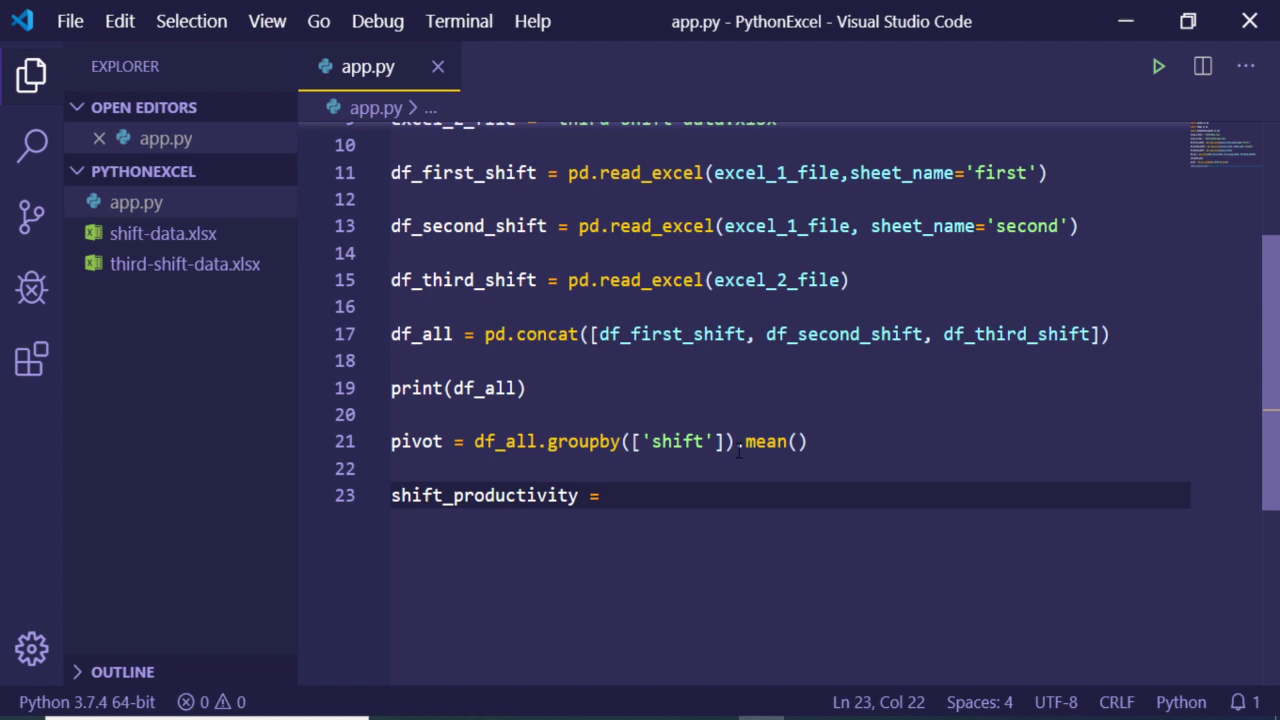 File Edit Selection View Go Debug Terminal Help app.py - PythonExcel - Visual Studio Code
EXPLORER
app.py
OPEN EDITORS
app.py
PYTHONEXCEL
app.py
shift-data.xlsx
third-shift-data.xlsx
OUTLINE
app.py > ...
10
11 df_first_shift = pd.read_excel(excel_1_file,sheet_name='first')
12
13 df_second_shift = pd.read_excel(excel_1_file, sheet_name='second')
14
15 df_third_shift = pd.read_excel(excel_2_file)
16
17 df_all = pd.concat([df_first_shift, df_second_shift, df_third_shift])
18
19 print(df_all)
20
21 pivot = df_all.groupby(['shift']).mean()
22
23 shift_productivity =
Python 3.7.4 64-bit 0 0 Ln 23, Col 22 Spaces: 4 UTF-8 CRLF Python 1